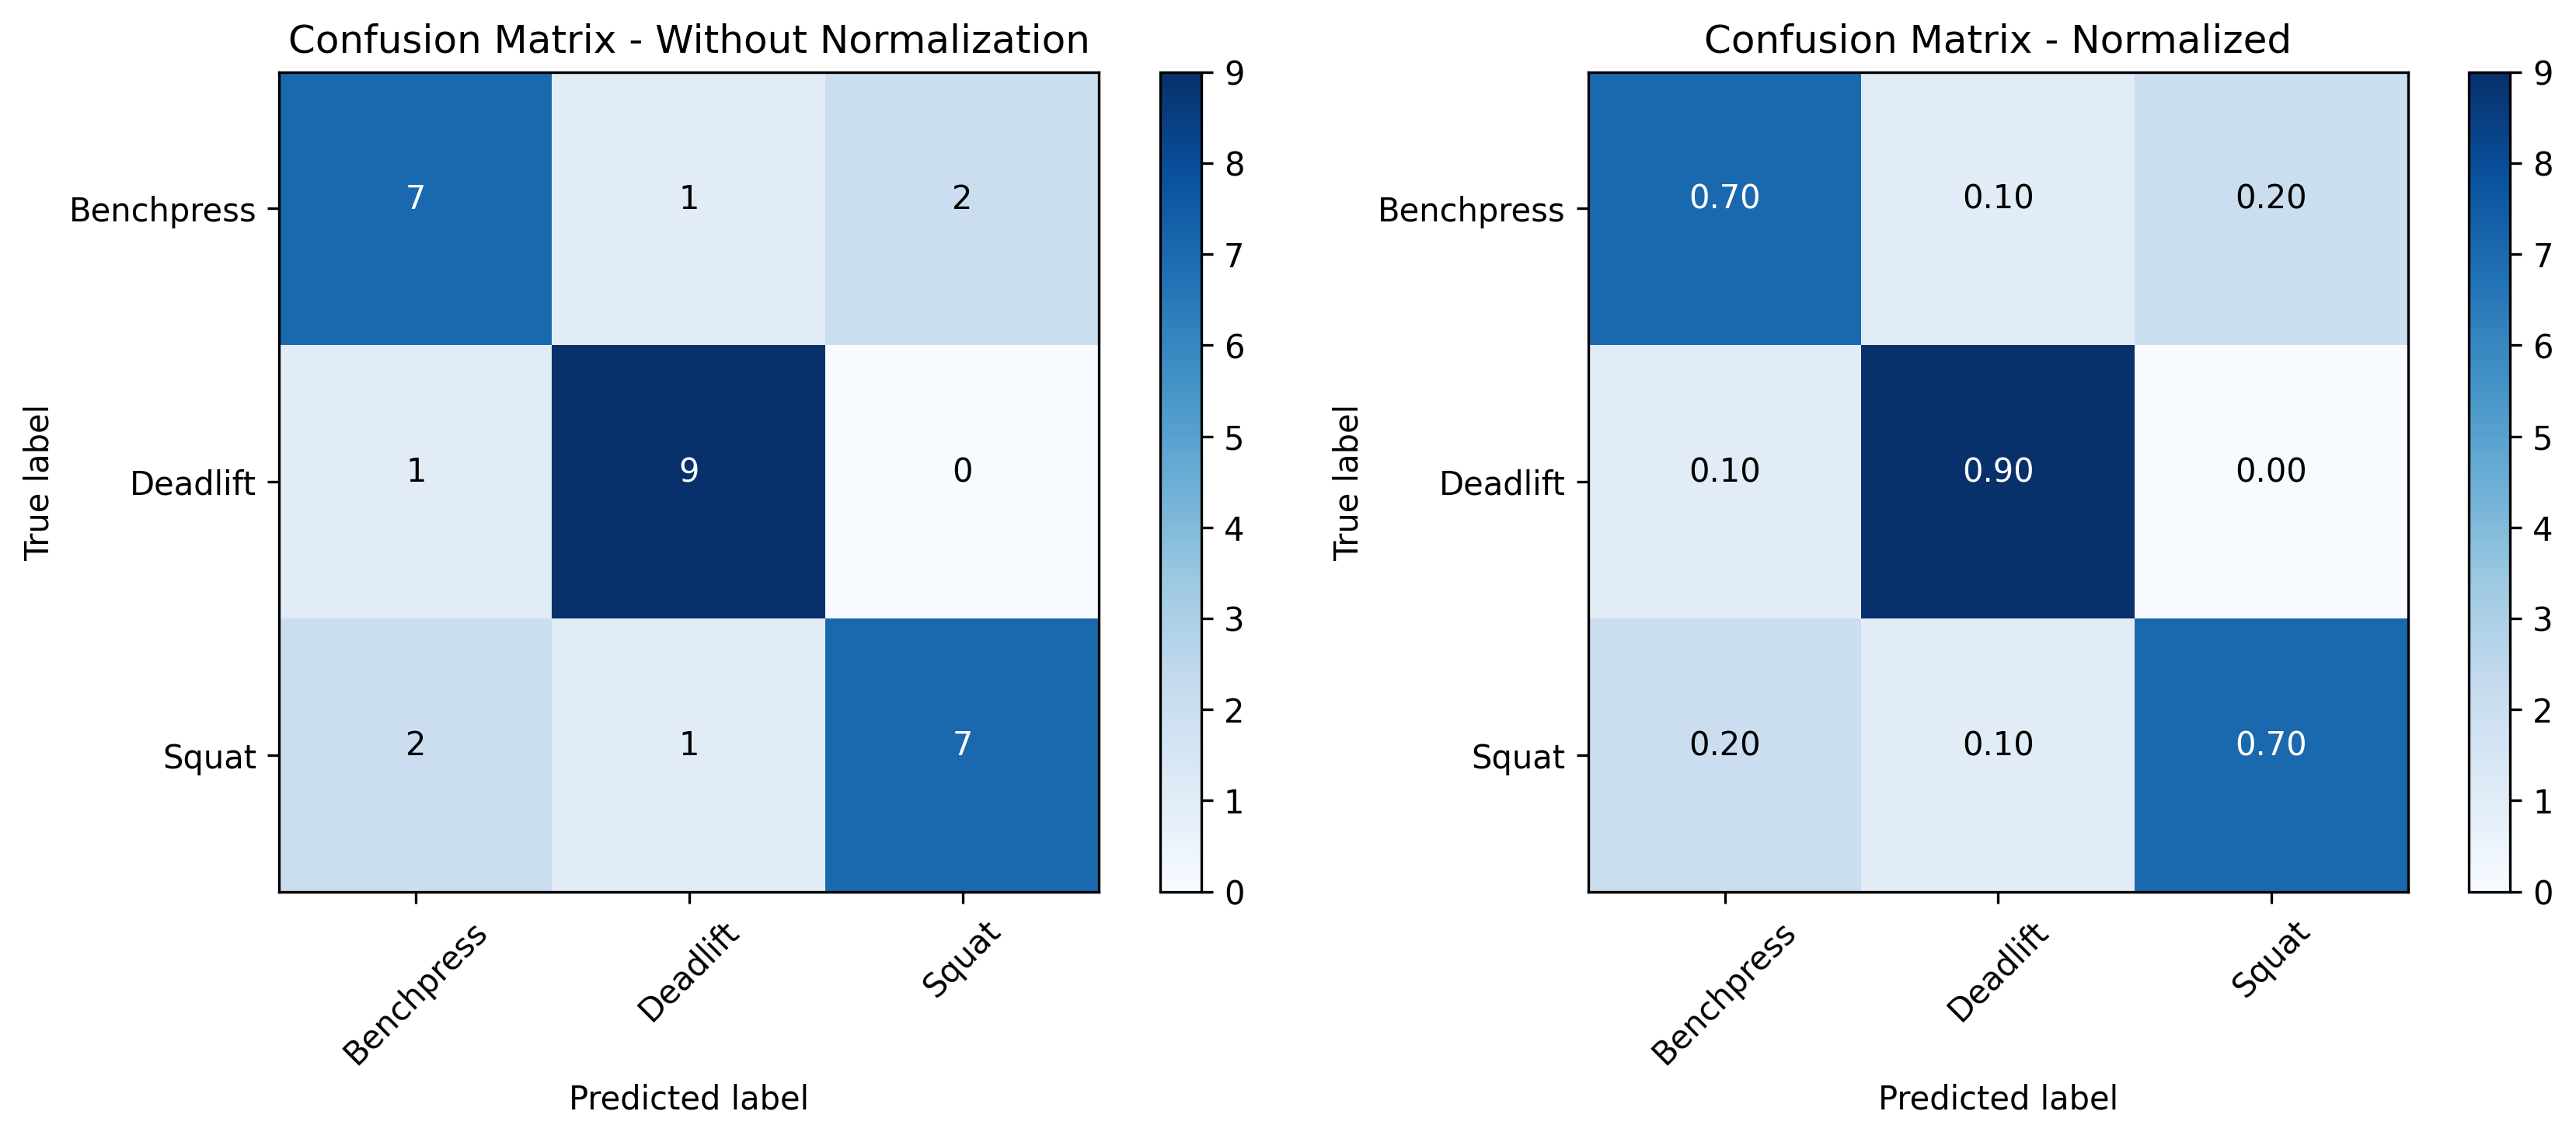 Confusion Matrix - Without Normalization
True label
Benchpress
Deadlift
Squat
7 1 2
1 9 0
2 1 7
Benchpress Deadlift Squat
Predicted label
9
8
7
6
5
4
3
2
1
0
Confusion Matrix - Normalized
True label
Benchpress
Deadlift
Squat
0.70 0.10 0.20
0.10 0.90 0.00
0.20 0.10 0.70
Benchpress Deadlift Squat
Predicted label
9
8
7
6
5
4
3
2
1
0